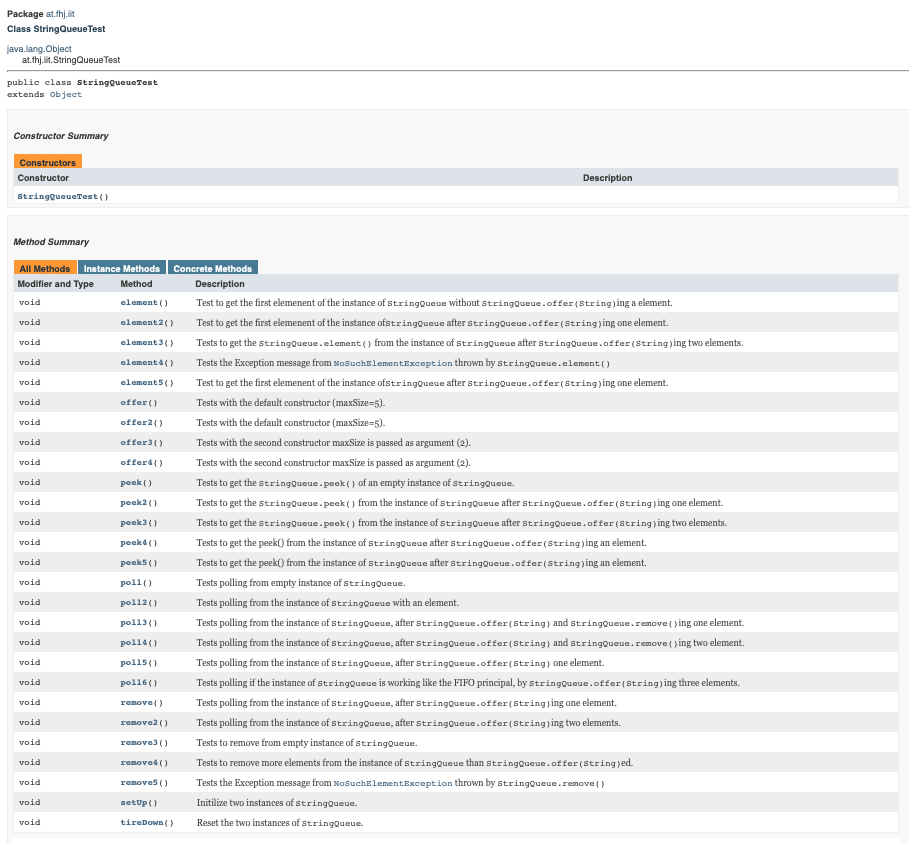 Package at.fhj.iit
Class StringQueueTest
java.lang.Object
at.fhj.iit.StringQueueTest
public class StringQueueTest
extends Object
Constructor Summary
Constructors
Constructor Description
StringQueueTest()
Method Summary
All Methods Instance Methods Concrete Methods
Modifier and Type Method Description
void element() Test to get the first elemenent of the instance of StringQueue without StringQueue.offer(String)ing a element.
void element2() Test to get the first elemenent of the instance ofStringQueue after StringQueue.offer(String)ing one element.
void element3() Tests to get the StringQueue.element() from the instance of StringQueue after StringQueue.offer(String)ing two elements.
void element4() Tests the Exception message from NoSuchElementException thrown by StringQueue.element()
void element5() Test to get the first elemenent of the instance ofStringQueue after StringQueue.offer(String)ing one element.
void offer() Tests with the default constructor (maxSize=5).
void offer2() Tests with the default constructor (maxSize=5).
void offer3() Tests with the second constructor maxSize is passed as argument (2).
void offer4() Tests with the second constructor maxSize is passed as argument (2).
void peek() Tests to get the StringQueue.peek() of an empty instance of StringQueue.
void peek2() Tests to get the StringQueue.peek() from the instance of StringQueue after StringQueue.offer(String)ing one element.
void peek3() Tests to get the StringQueue.peek() from the instance of StringQueue after StringQueue.offer(String)ing two elements.
void peek4() Tests to get the peek() from the instance of StringQueue after StringQueue.offer(String)ing an element.
void peek5() Tests to get the peek() from the instance of StringQueue after StringQueue.offer(String)ing an element.
void poll() Tests polling from empty instance of StringQueue.
void poll2() Tests polling from the instance of StringQueue with an element.
void poll3() Tests polling from the instance of StringQueue, after StringQueue.offer(String) and StringQueue.remove()ing one element.
void poll4() Tests polling from the instance of StringQueue, after StringQueue.offer(String) and StringQueue.remove()ing two element.
void poll5() Tests polling from the instance of StringQueue, after StringQueue.offer(String) one element.
void poll6() Tests polling if the instance of StringQueue is working like the FIFO principal, by StringQueue.offer(String)ing three elements.
void remove() Tests polling from the instance of StringQueue, after StringQueue.offer(String)ing one element.
void remove2() Tests polling from the instance of StringQueue, after StringQueue.offer(String)ing two elements.
void remove3() Tests to remove from empty instance of StringQueue.
void remove4() Tests to remove more elements from the instance of StringQueue than StringQueue.offer(String)ed.
void remove5() Tests the Exception message from NoSuchElementException thrown by StringQueue.remove()
void setUp() Initilize two instances of StringQueue.
void tireDown() Reset the two instances of StringQueue.